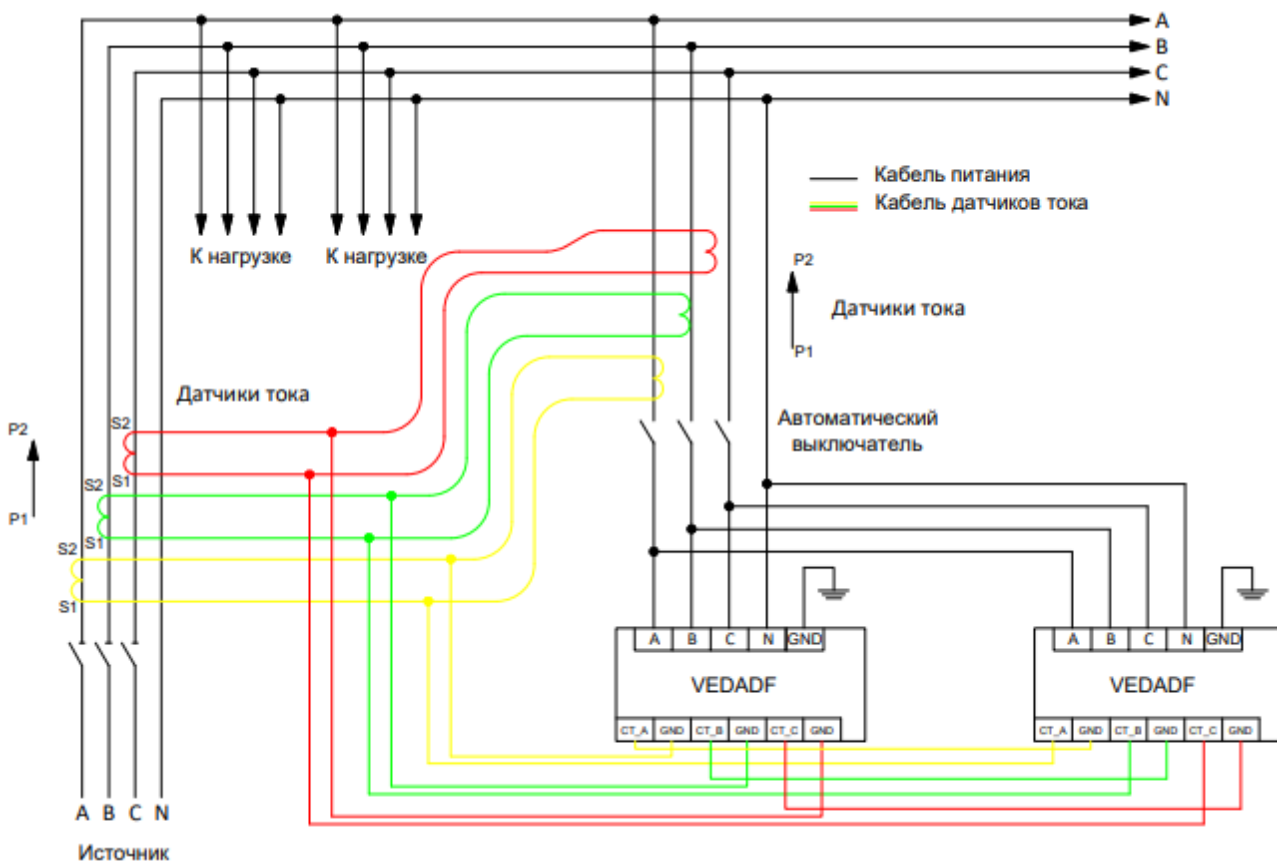 A
B
C
N
Кабель питания
Кабель датчиков тока
К нагрузке К нагрузке
P2
Датчики тока
P1
Датчики тока
Автоматический
выключатель
P2
S2
S1
P1
S2
S1
S2
S1
A B C N GND
A B C N GND
VEDADF
VEDADF
CT_A GND CT_B GND CT_C GND
CT_A GND CT_B GND CT_C GND
A B C N
Источник